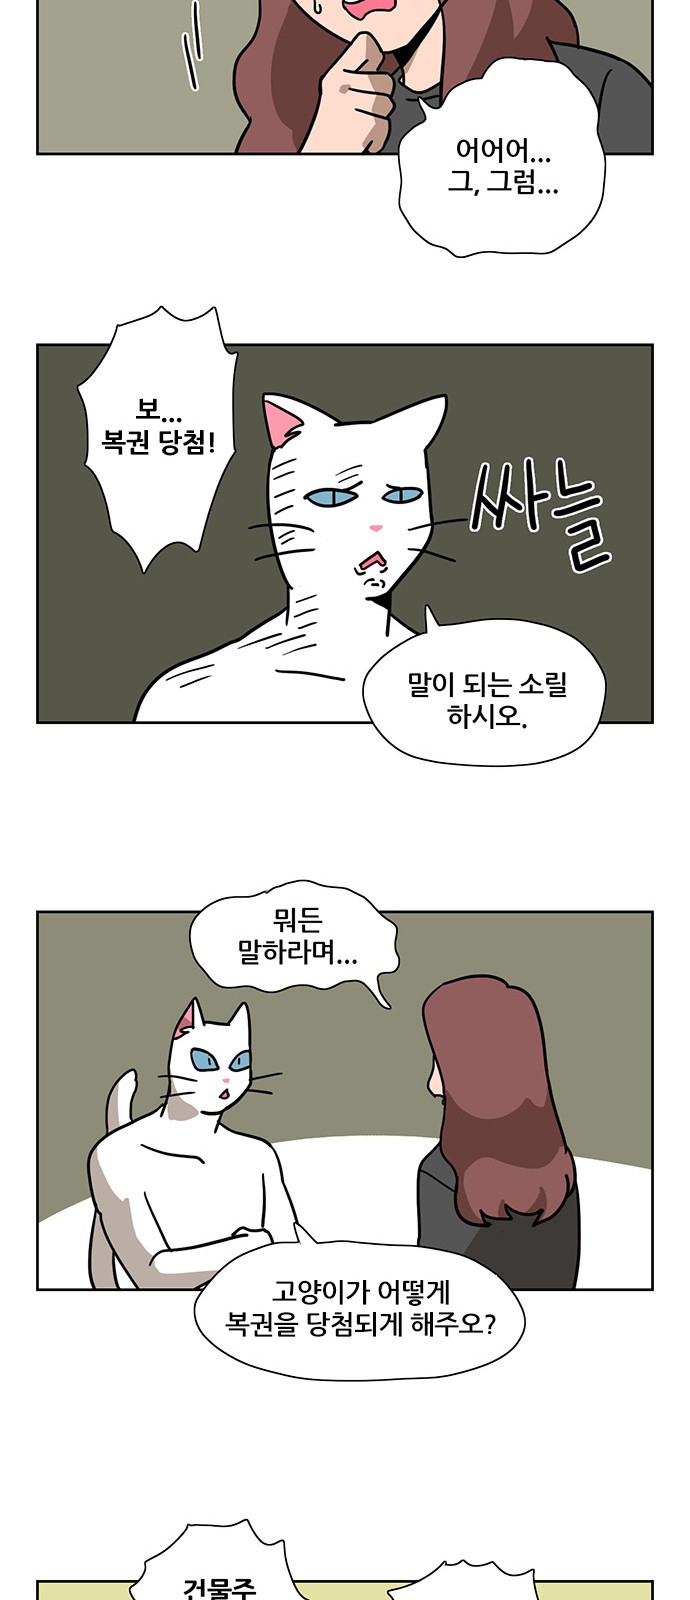 어어어...
그, 그럼...
보...
복권 당첨!
싸늘
말이 되는 소릴
하시오.
뭐든
말하라며...
고양이가 어떻게
복권을 당첨되게 해주오?
건물주